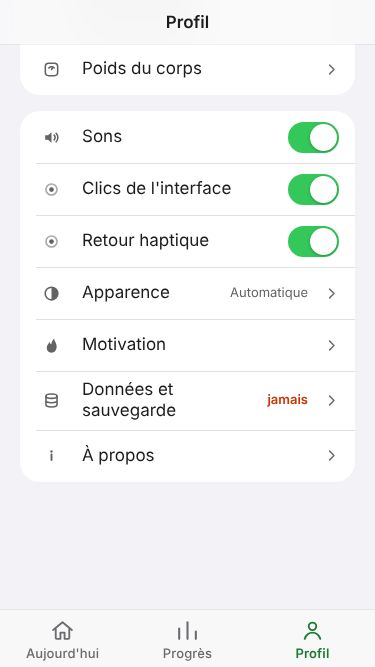 Profil
Poids du corps
Sons
Clics de l'interface
Retour haptique
Apparence Automatique
Motivation
Données et
sauvegarde jamais
À propos
Aujourd'hui Progrès Profil